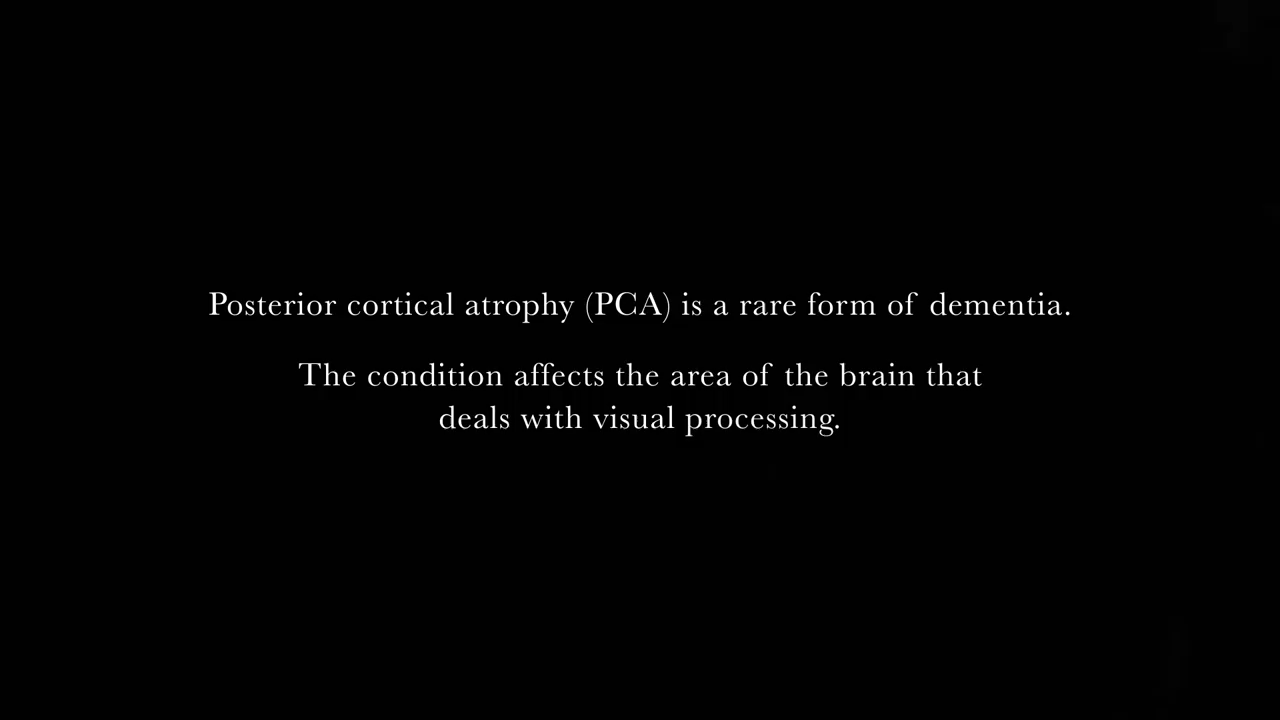 Posterior cortical atrophy (PCA) is a rare form of dementia.
The condition affects the area of the brain that
deals with visual processing.